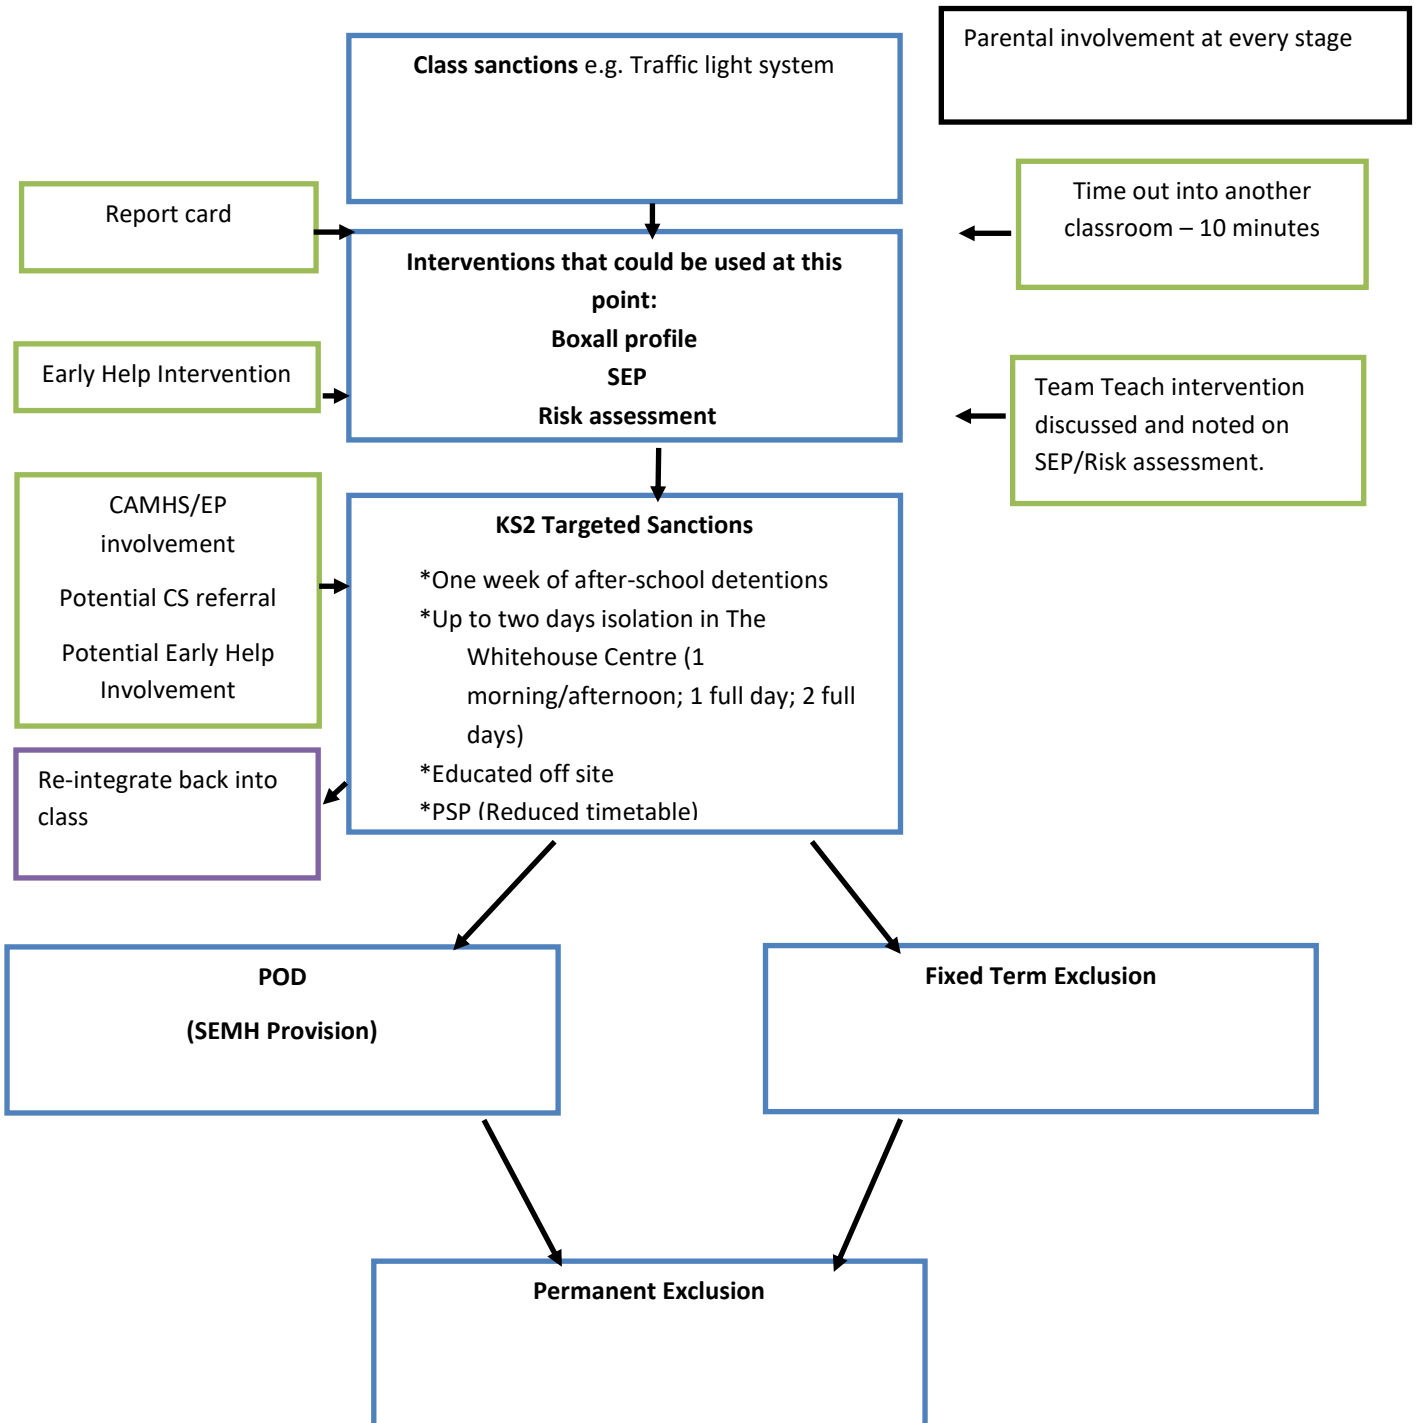 Class sanctions e.g. Traffic light system
Parental involvement at every stage
Report card
Time out into another
classroom – 10 minutes
Interventions that could be used at this
point:
Boxall profile
SEP
Risk assessment
Early Help Intervention
Team Teach intervention
discussed and noted on
SEP/Risk assessment.
CAMHS/EP
involvement
Potential CS referral
Potential Early Help
Involvement
KS2 Targeted Sanctions
*One week of after-school detentions
*Up to two days isolation in The
Whitehouse Centre (1
morning/afternoon; 1 full day; 2 full
days)
*Educated off site
*PSP (Reduced timetable)
Re-integrate back into
class
POD
(SEMH Provision)
Fixed Term Exclusion
Permanent Exclusion